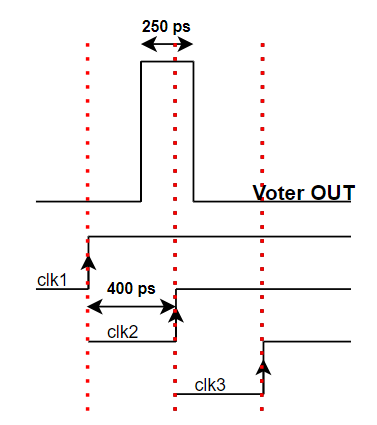 250 ps
Voter OUT
clk1
400 ps
clk2
clk3